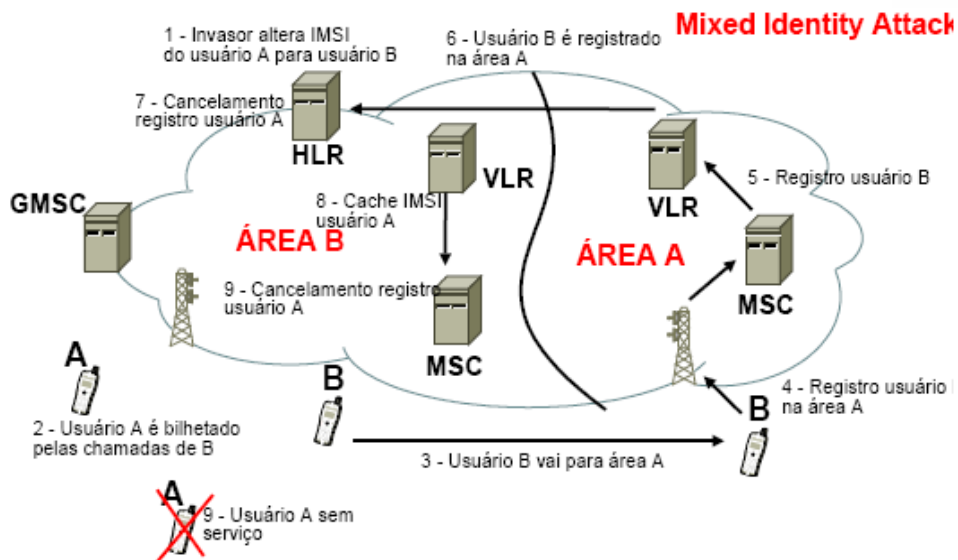 Mixed Identity Attack
1 - Invasor altera IMSI
do usuário A para usuário B
6 - Usuário B é registrado
na área A
7 - Cancelamento
registro usuário A
HLR
VLR
8 - Cache IMSI
usuário A
5 - Registro usuário B
VLR
GMSC
ÁREA B
ÁREA A
MSC
9 - Cancelamento registro
usuário A
MSC
A
B
4 - Registro usuário
na área A
B
2 - Usuário A é bilhetado
pelas chamadas de B
3 - Usuário B vai para área A
A
9 - Usuário A sem
serviço